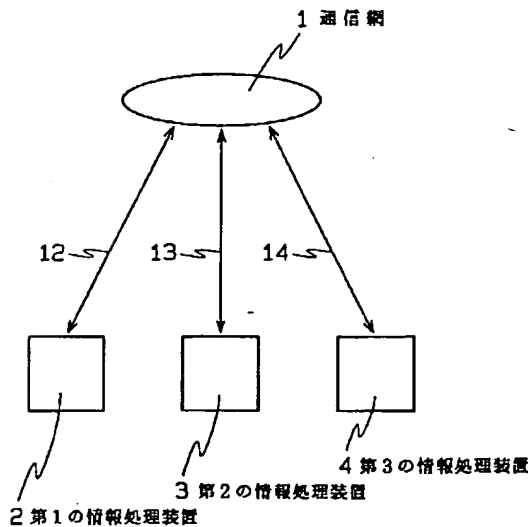 1 通信網
12
13
14
4 第3の情報処理装置
3 第2の情報処理装置
2 第1の情報処理装置